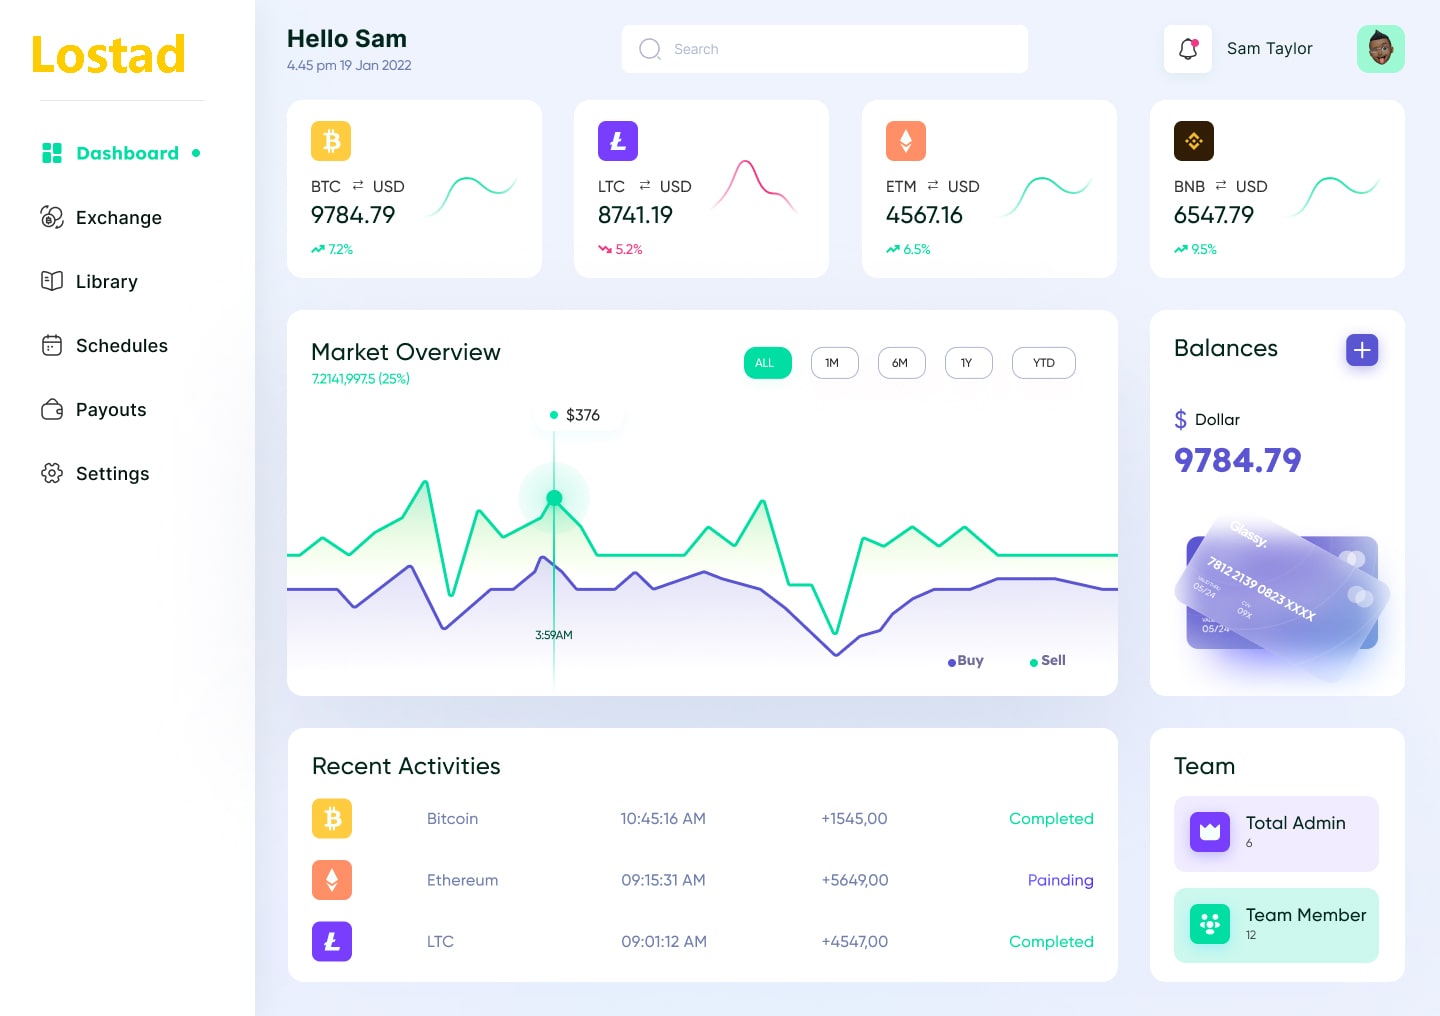 Lostad
Dashboard
Exchange
Library
Schedules
Payouts
Settings
Hello Sam
4.45 pm 19 Jan 2022
Search
Sam Taylor
BTC ⇄ USD
9784.79
7.2%
LTC ⇄ USD
8741.19
5.2%
ETM ⇄ USD
4567.16
6.5%
BNB ⇄ USD
6547.79
9.5%
Market Overview
7.2141,997.5 (25%)
ALL 1M 6M 1Y YTD
$376
3:59AM
Buy Sell
Balances
$ Dollar
9784.79
Glassy.
7812 2139 0823 XXXX
05/24
09X
05/24
Recent Activities
Bitcoin 10:45:16 AM +1545,00 Completed
Ethereum 09:15:31 AM +5649,00 Painding
LTC 09:01:12 AM +4547,00 Completed
Team
Total Admin
6
Team Member
12